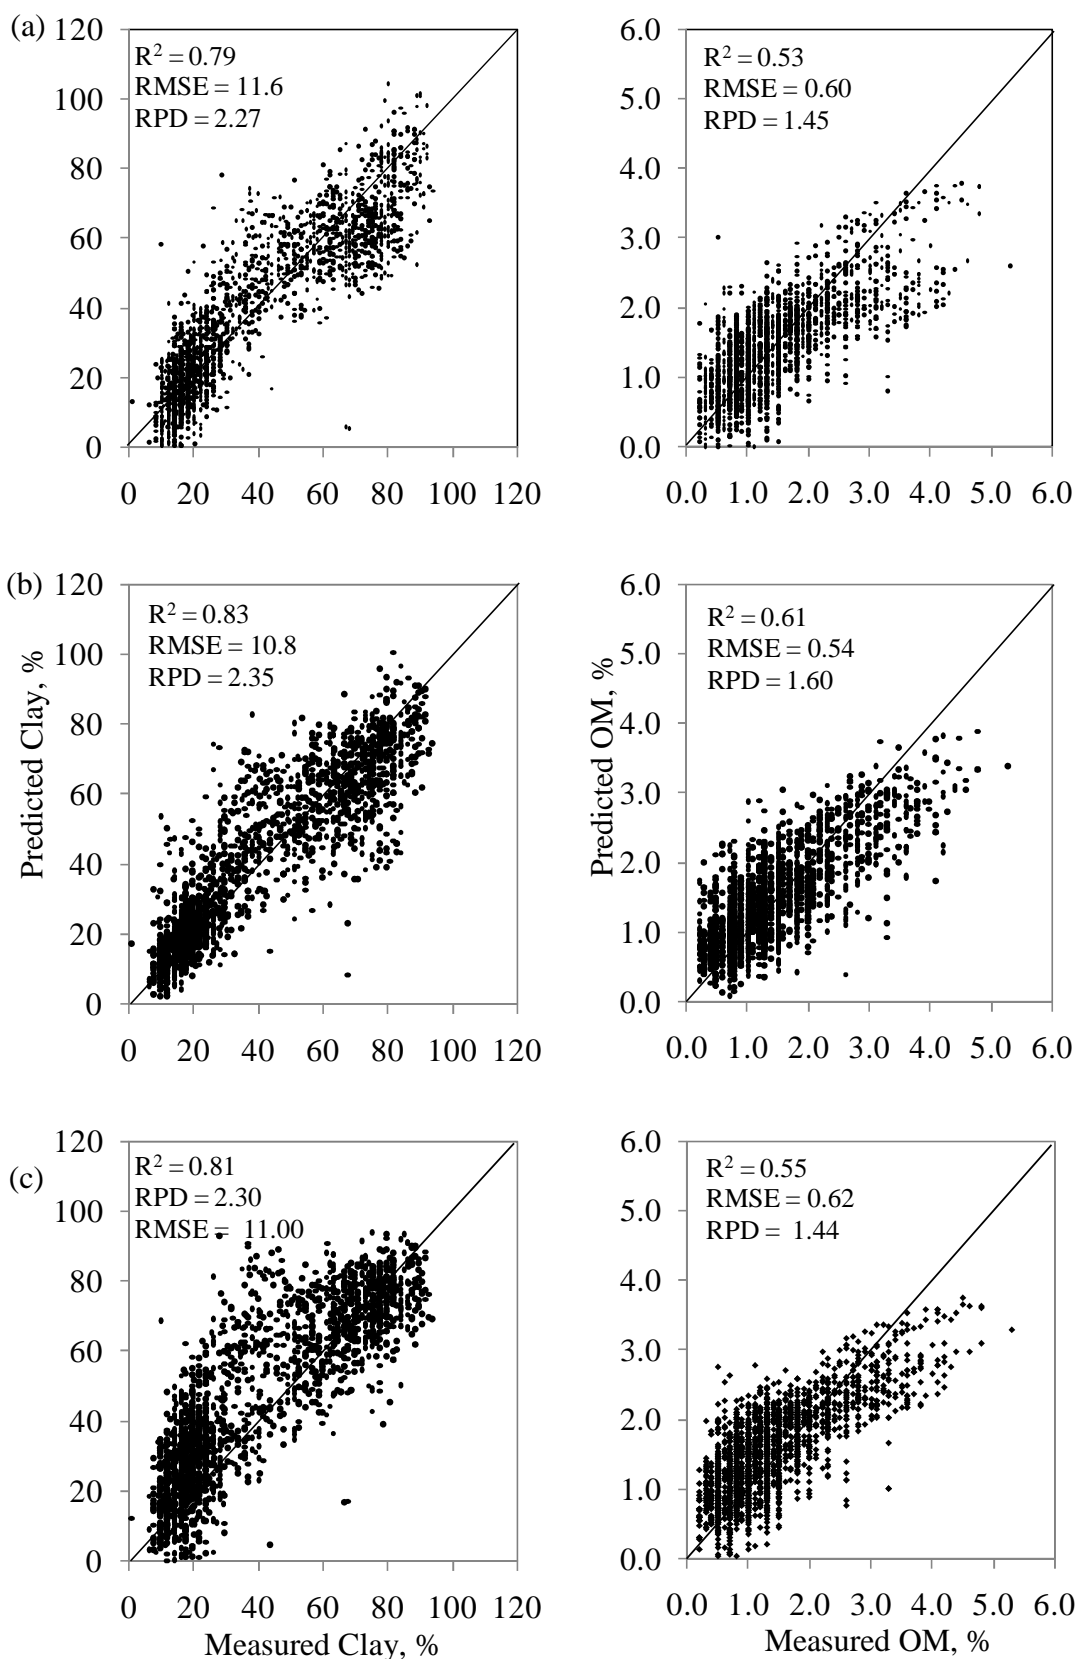 (a)
120
100
80
60
40
20
0
R² = 0.79
RMSE = 11.6
RPD = 2.27
0 20 40 60 80 100 120
6.0
5.0
4.0
3.0
2.0
1.0
0.0
R² = 0.53
RMSE = 0.60
RPD = 1.45
0.0 1.0 2.0 3.0 4.0 5.0 6.0
(b)
Predicted Clay, %
120
100
80
60
40
20
0
R² = 0.83
RMSE = 10.8
RPD = 2.35
0 20 40 60 80 100 120
Predicted OM, %
6.0
5.0
4.0
3.0
2.0
1.0
0.0
R² = 0.61
RMSE = 0.54
RPD = 1.60
0.0 1.0 2.0 3.0 4.0 5.0 6.0
(c)
120
100
80
60
40
20
0
R² = 0.81
RPD = 2.30
RMSE = 11.00
0 20 40 60 80 100 120
Measured Clay, %
6.0
5.0
4.0
3.0
2.0
1.0
0.0
R² = 0.55
RMSE = 0.62
RPD = 1.44
0.0 1.0 2.0 3.0 4.0 5.0 6.0
Measured OM, %